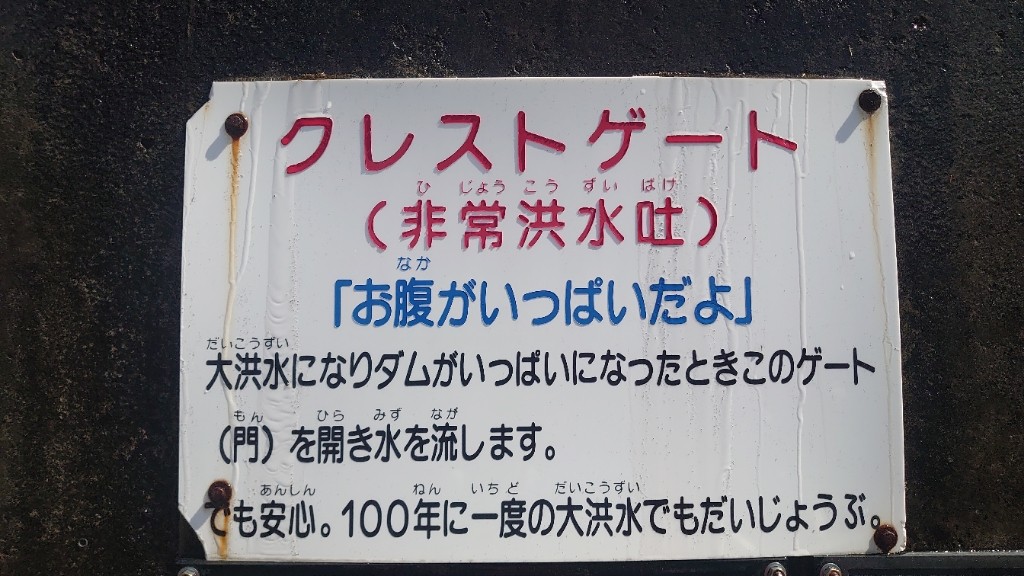 クレストゲート
ひ じょう こう ずい ばけ
（非常洪水吐）
なか
「お腹がいっぱいだよ」
だいこうずい
大洪水になりダムがいっぱいになったときこのゲート
もん ひら みず なが
（門）を開き水を流します。
あんしん ねん いちど だいこうずい
でも安心。100年に一度の大洪水でもだいじょうぶ。